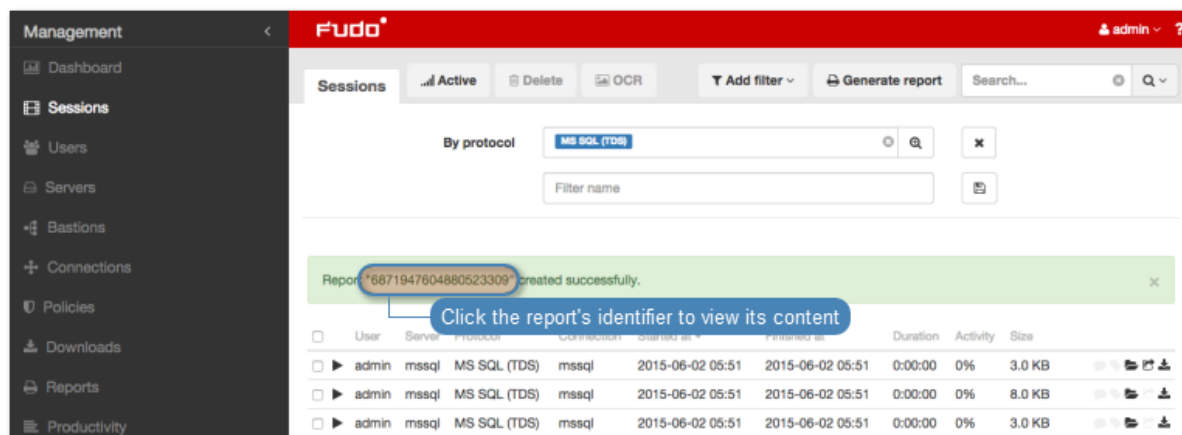 Management
Fudo
admin
?
Dashboard
Sessions
Users
Servers
Bastions
Connections
Policies
Downloads
Reports
Productivity
Sessions
Active
Delete
OCR
Add filter
Generate report
Search...
By protocol
MS SQL (TDS)
Filter name
Report "6871947604880523309" created successfully.
Click the report's identifier to view its content
User Server Protocol Connection Started at Finished at Duration Activity Size
admin mssql MS SQL (TDS) mssql 2015-06-02 05:51 2015-06-02 05:51 0:00:00 0% 3.0 KB
admin mssql MS SQL (TDS) mssql 2015-06-02 05:51 2015-06-02 05:51 0:00:00 0% 8.0 KB
admin mssql MS SQL (TDS) mssql 2015-06-02 05:51 2015-06-02 05:51 0:00:00 0% 3.0 KB